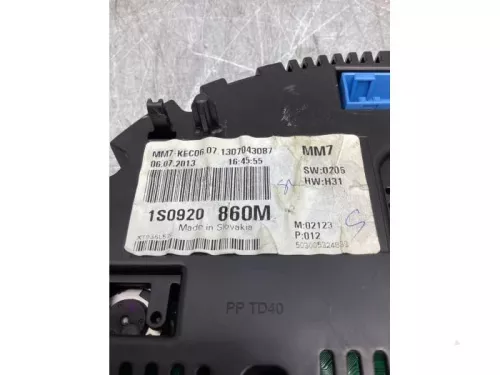 MM7-KEC06.07.1307043087
06.07.2013 16:45:55
MM7
SW:0205
HW:H31
1S0920 860M
Made in Slovakia
M:02123
P:012
PP TD40